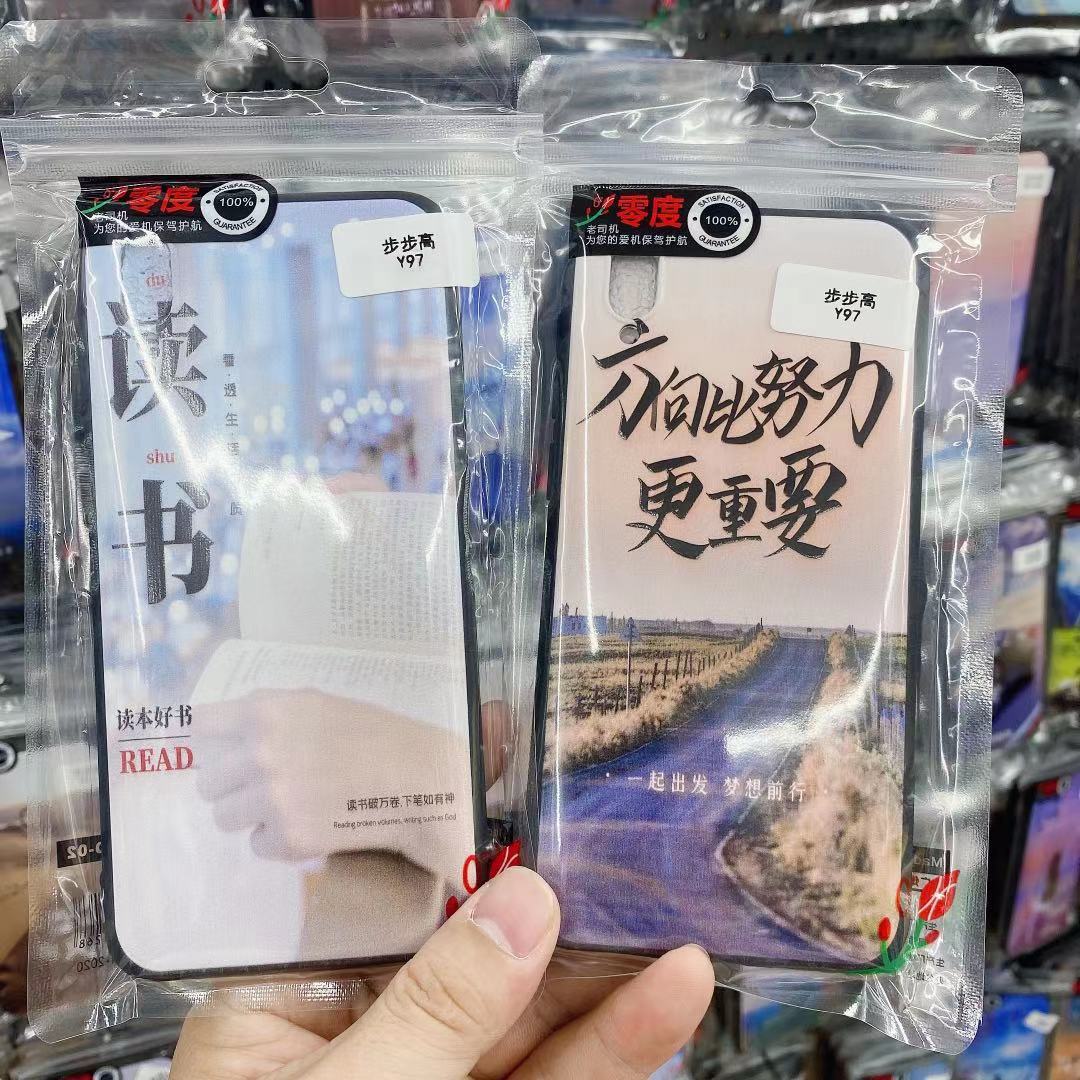 零度
SATISFACTION
100%
GUARANTEE
老司机
为您的爱机保驾护航
步步高
Y97
du
读
shu
书
看·透·生·活
读本好书
READ
读书破万卷,下笔如有神
Reading broken volumes, writing such as God
零度
SATISFACTION
100%
GUARANTEE
老司机
为您的爱机保驾护航
步步高
Y97
方向比努力
更重要
· 一起出发 梦想前行 ·